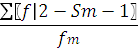 ∑⟦f|2 − Sm − 1⟧
fₘ